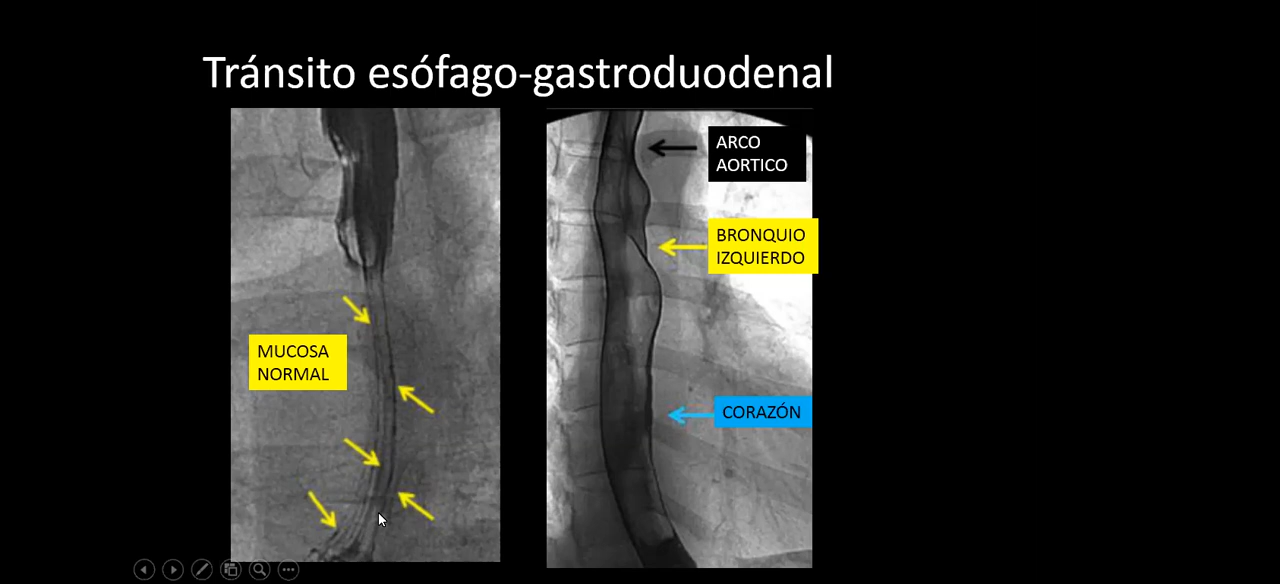 Tránsito esófago-gastroduodenal
MUCOSA
NORMAL
ARCO
AORTICO
BRONQUIO
IZQUIERDO
CORAZÓN